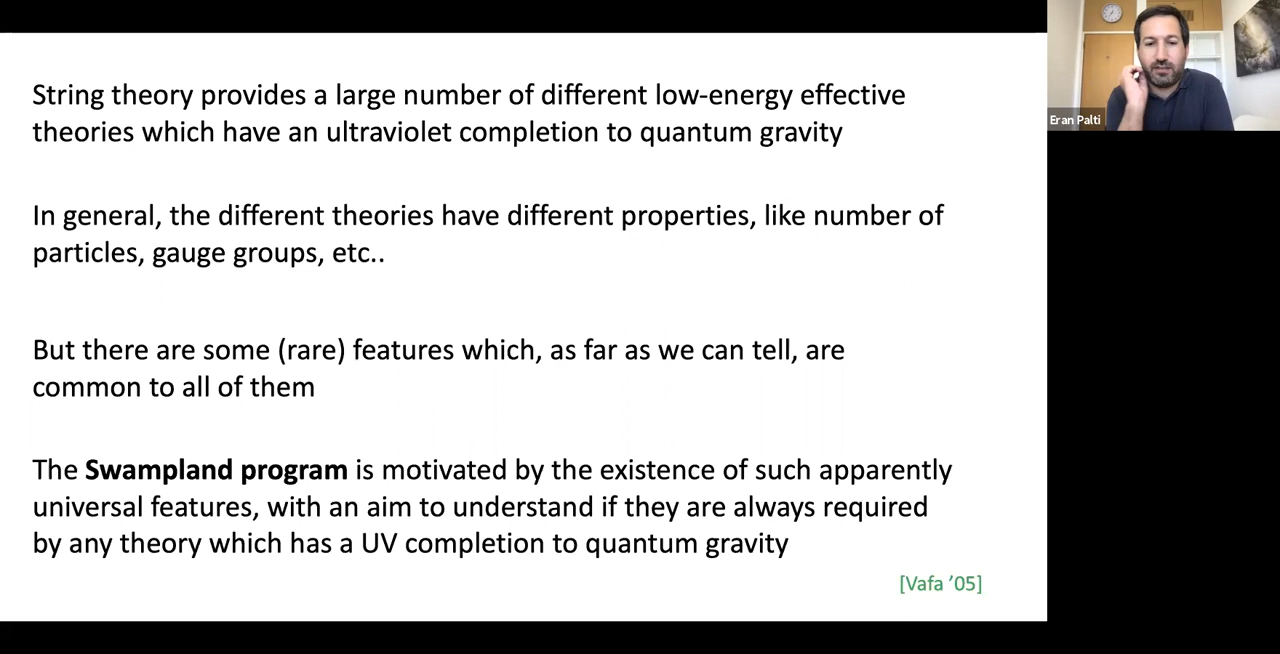 String theory provides a large number of different low-energy effective
theories which have an ultraviolet completion to quantum gravity
In general, the different theories have different properties, like number of
particles, gauge groups, etc..
But there are some (rare) features which, as far as we can tell, are
common to all of them
The Swampland program is motivated by the existence of such apparently
universal features, with an aim to understand if they are always required
by any theory which has a UV completion to quantum gravity
[Vafa ’05]
Eran Palti